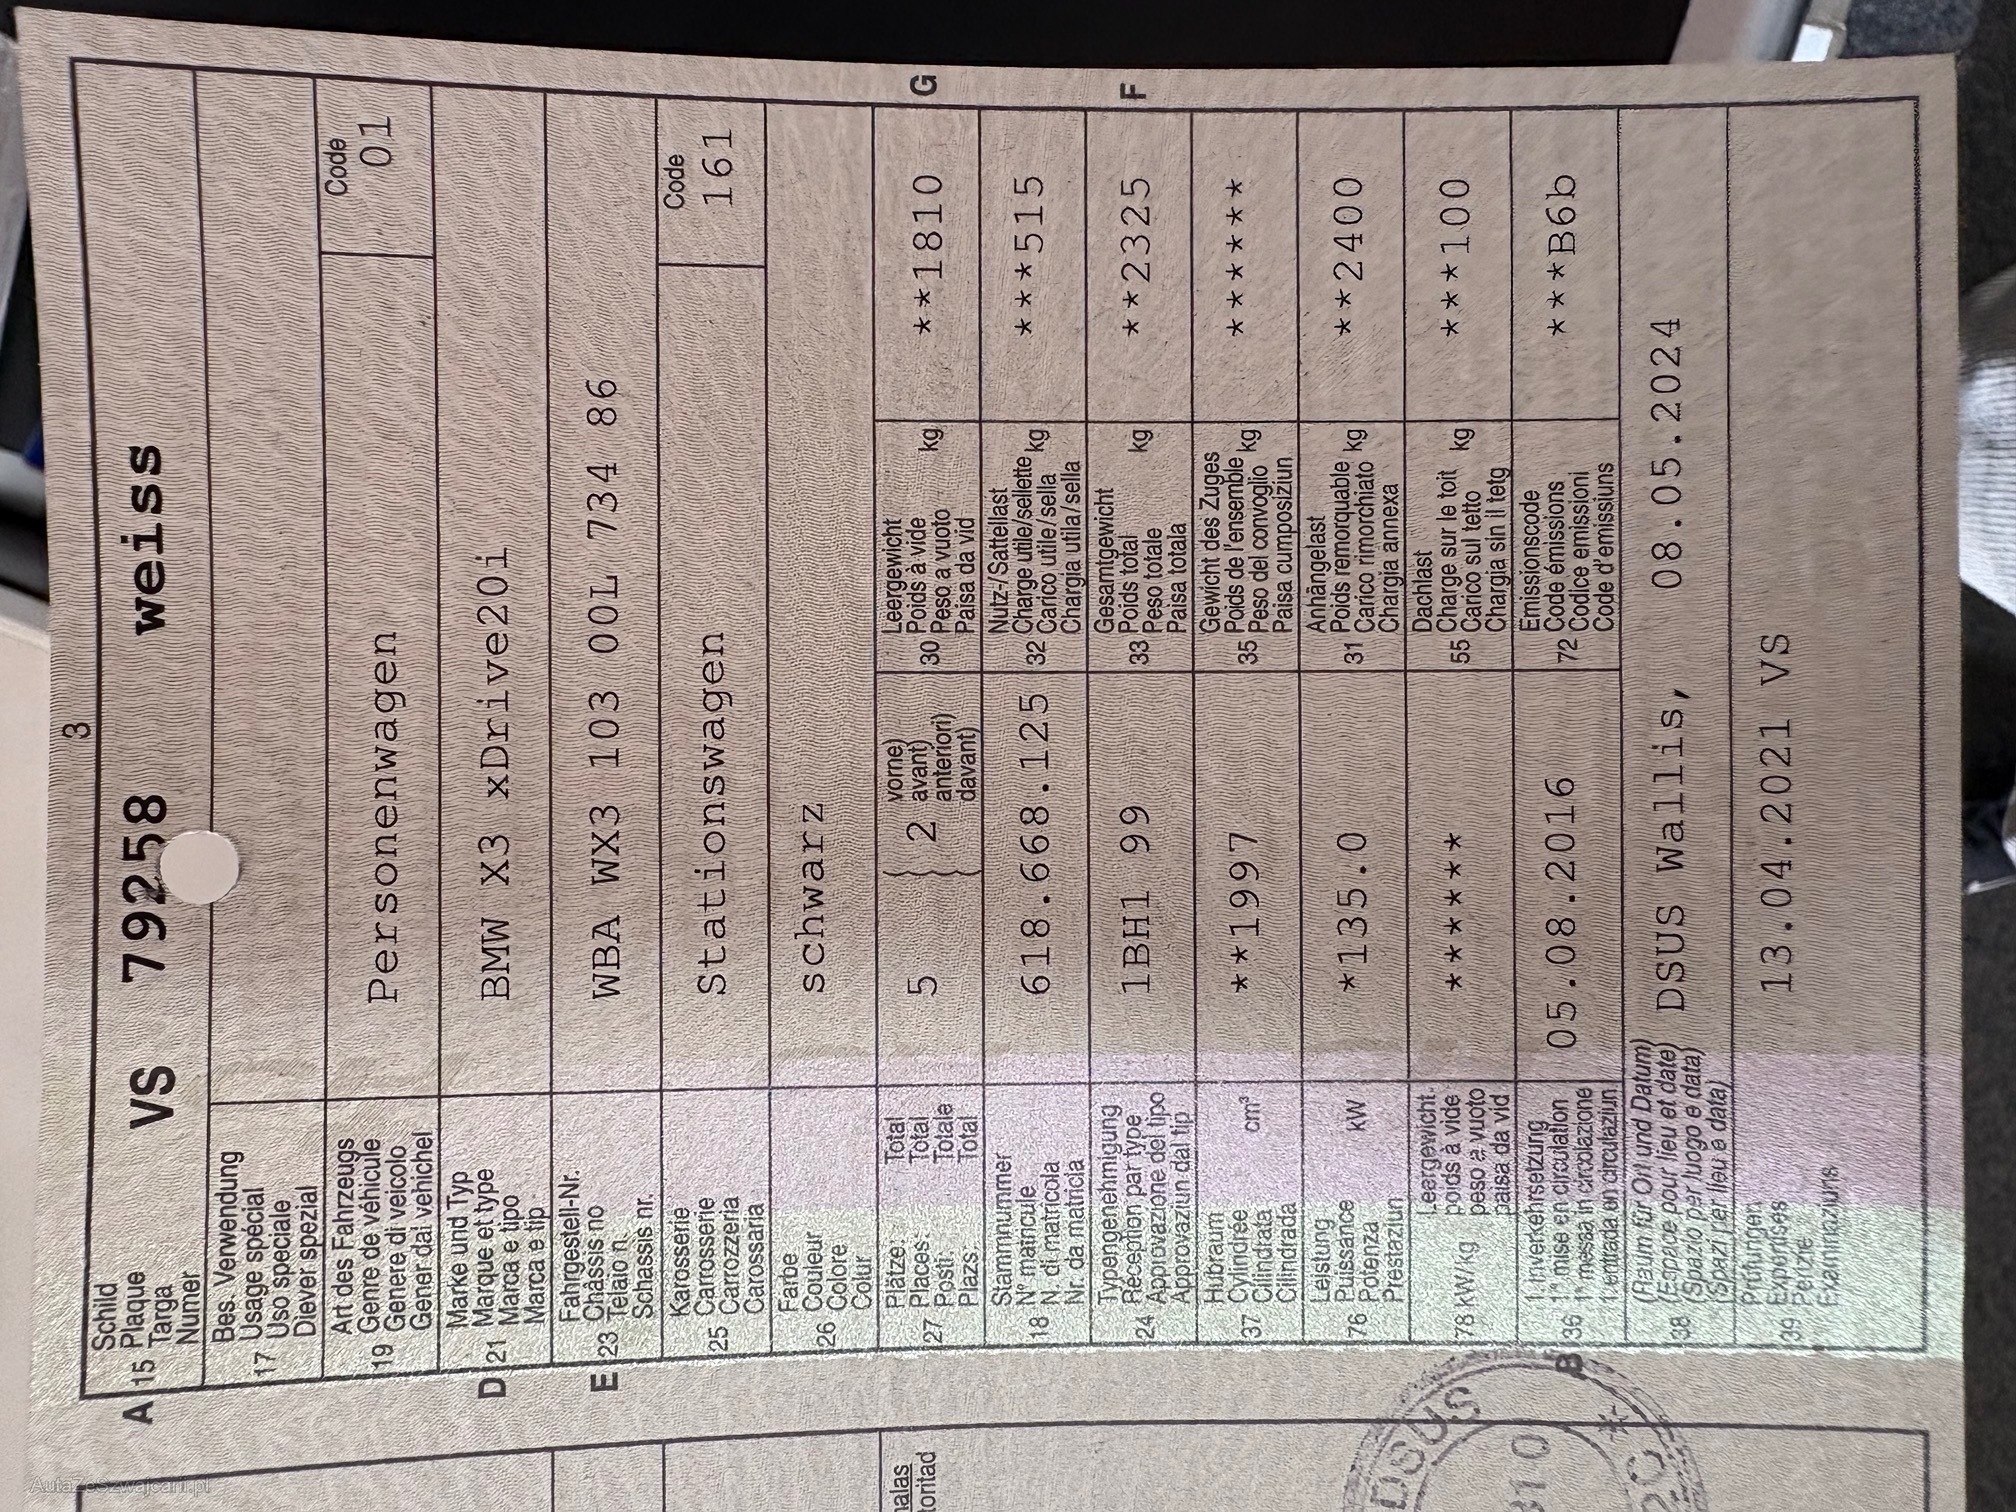 3
A 15 Schild
Plaque
Targa
Numer
VS 79258 weiss
17 Bes. Verwendung
Usage spécial
Uso speciale
Diever spezial
19 Art des Fahrzeugs
Genre de véhicule
Genere di veicolo
Gener dal vehichel
Personenwagen
Code
01
D 21 Marke und Typ
Marque et type
Marca e tipo
Marca e tip
BMW X3 xDrive20i
E 23 Fahrgestell-Nr.
Châssis no
Telaio n.
Schassis nr.
WBA WX3 103 00L 734 86
25 Karosserie
Carrosserie
Carrozzeria
Carossaria
Stationswagen
Code
161
26 Farbe
Couleur
Colore
Colur
schwarz
27 Plätze: Total
Places: Total
Posti: Totale
Plazs: Total
5 2 vorne)
avant)
anteriori)
davant)
30 Leergewicht
Poids à vide
Peso a vuoto kg
Paisa da vid
**1810 G
18 Stammnummer
N° matricule
N. di matricola
Nr. da matricla
618.668.125
32 Nutz-/Sattellast
Charge utile/sellette kg
Carico utile/sella
Chargia utila/sella
***515
24 Typengenehmigung
Réception par type
Approvazione del tipo
Approvaziun dal tip
1BH1 99
33 Gesamtgewicht
Poids total kg
Peso totale
Paisa totala
**2325 F
37 Hubraum
Cylindrée cm³
Cilindrata
Cilindrada
**1997
35 Gewicht des Zuges
Poids de l'ensemble kg
Peso del convoglio
Paisa cumposiziun
******
76 Leistung
Puissance kW
Potenza
Prestaziun
*135.0
31 Anhängelast
Poids remorquable kg
Carico rimorchiato
Chargia annexa
**2400
78 kW/kg Leergewicht
poids à vide
peso a vuoto
paisa da vid
******
55 Dachlast
Charge sur le toit kg
Carico sul tetto
Chargia sin il tetg
***100
B 36 1. Inverkehrsetzung
1re mise en circulation
1a messa in circolazione
1. entrada en circulaziun
05.08.2016
72 Emissionscode
Code émissions
Codice emissioni
Code d'emissiuns
***B6b
38 (Raum für Ort und Datum)
(Espace pour lieu et date)
(Spazio per luogo e data)
(Spazi per lieu e data)
DSUS Wallis, 08.05.2024
39 Prüfungen
Expertises
Perizie
Examinaziuns
13.04.2021 VS
DSUS
310
AutaZeSzwajcarii.pl